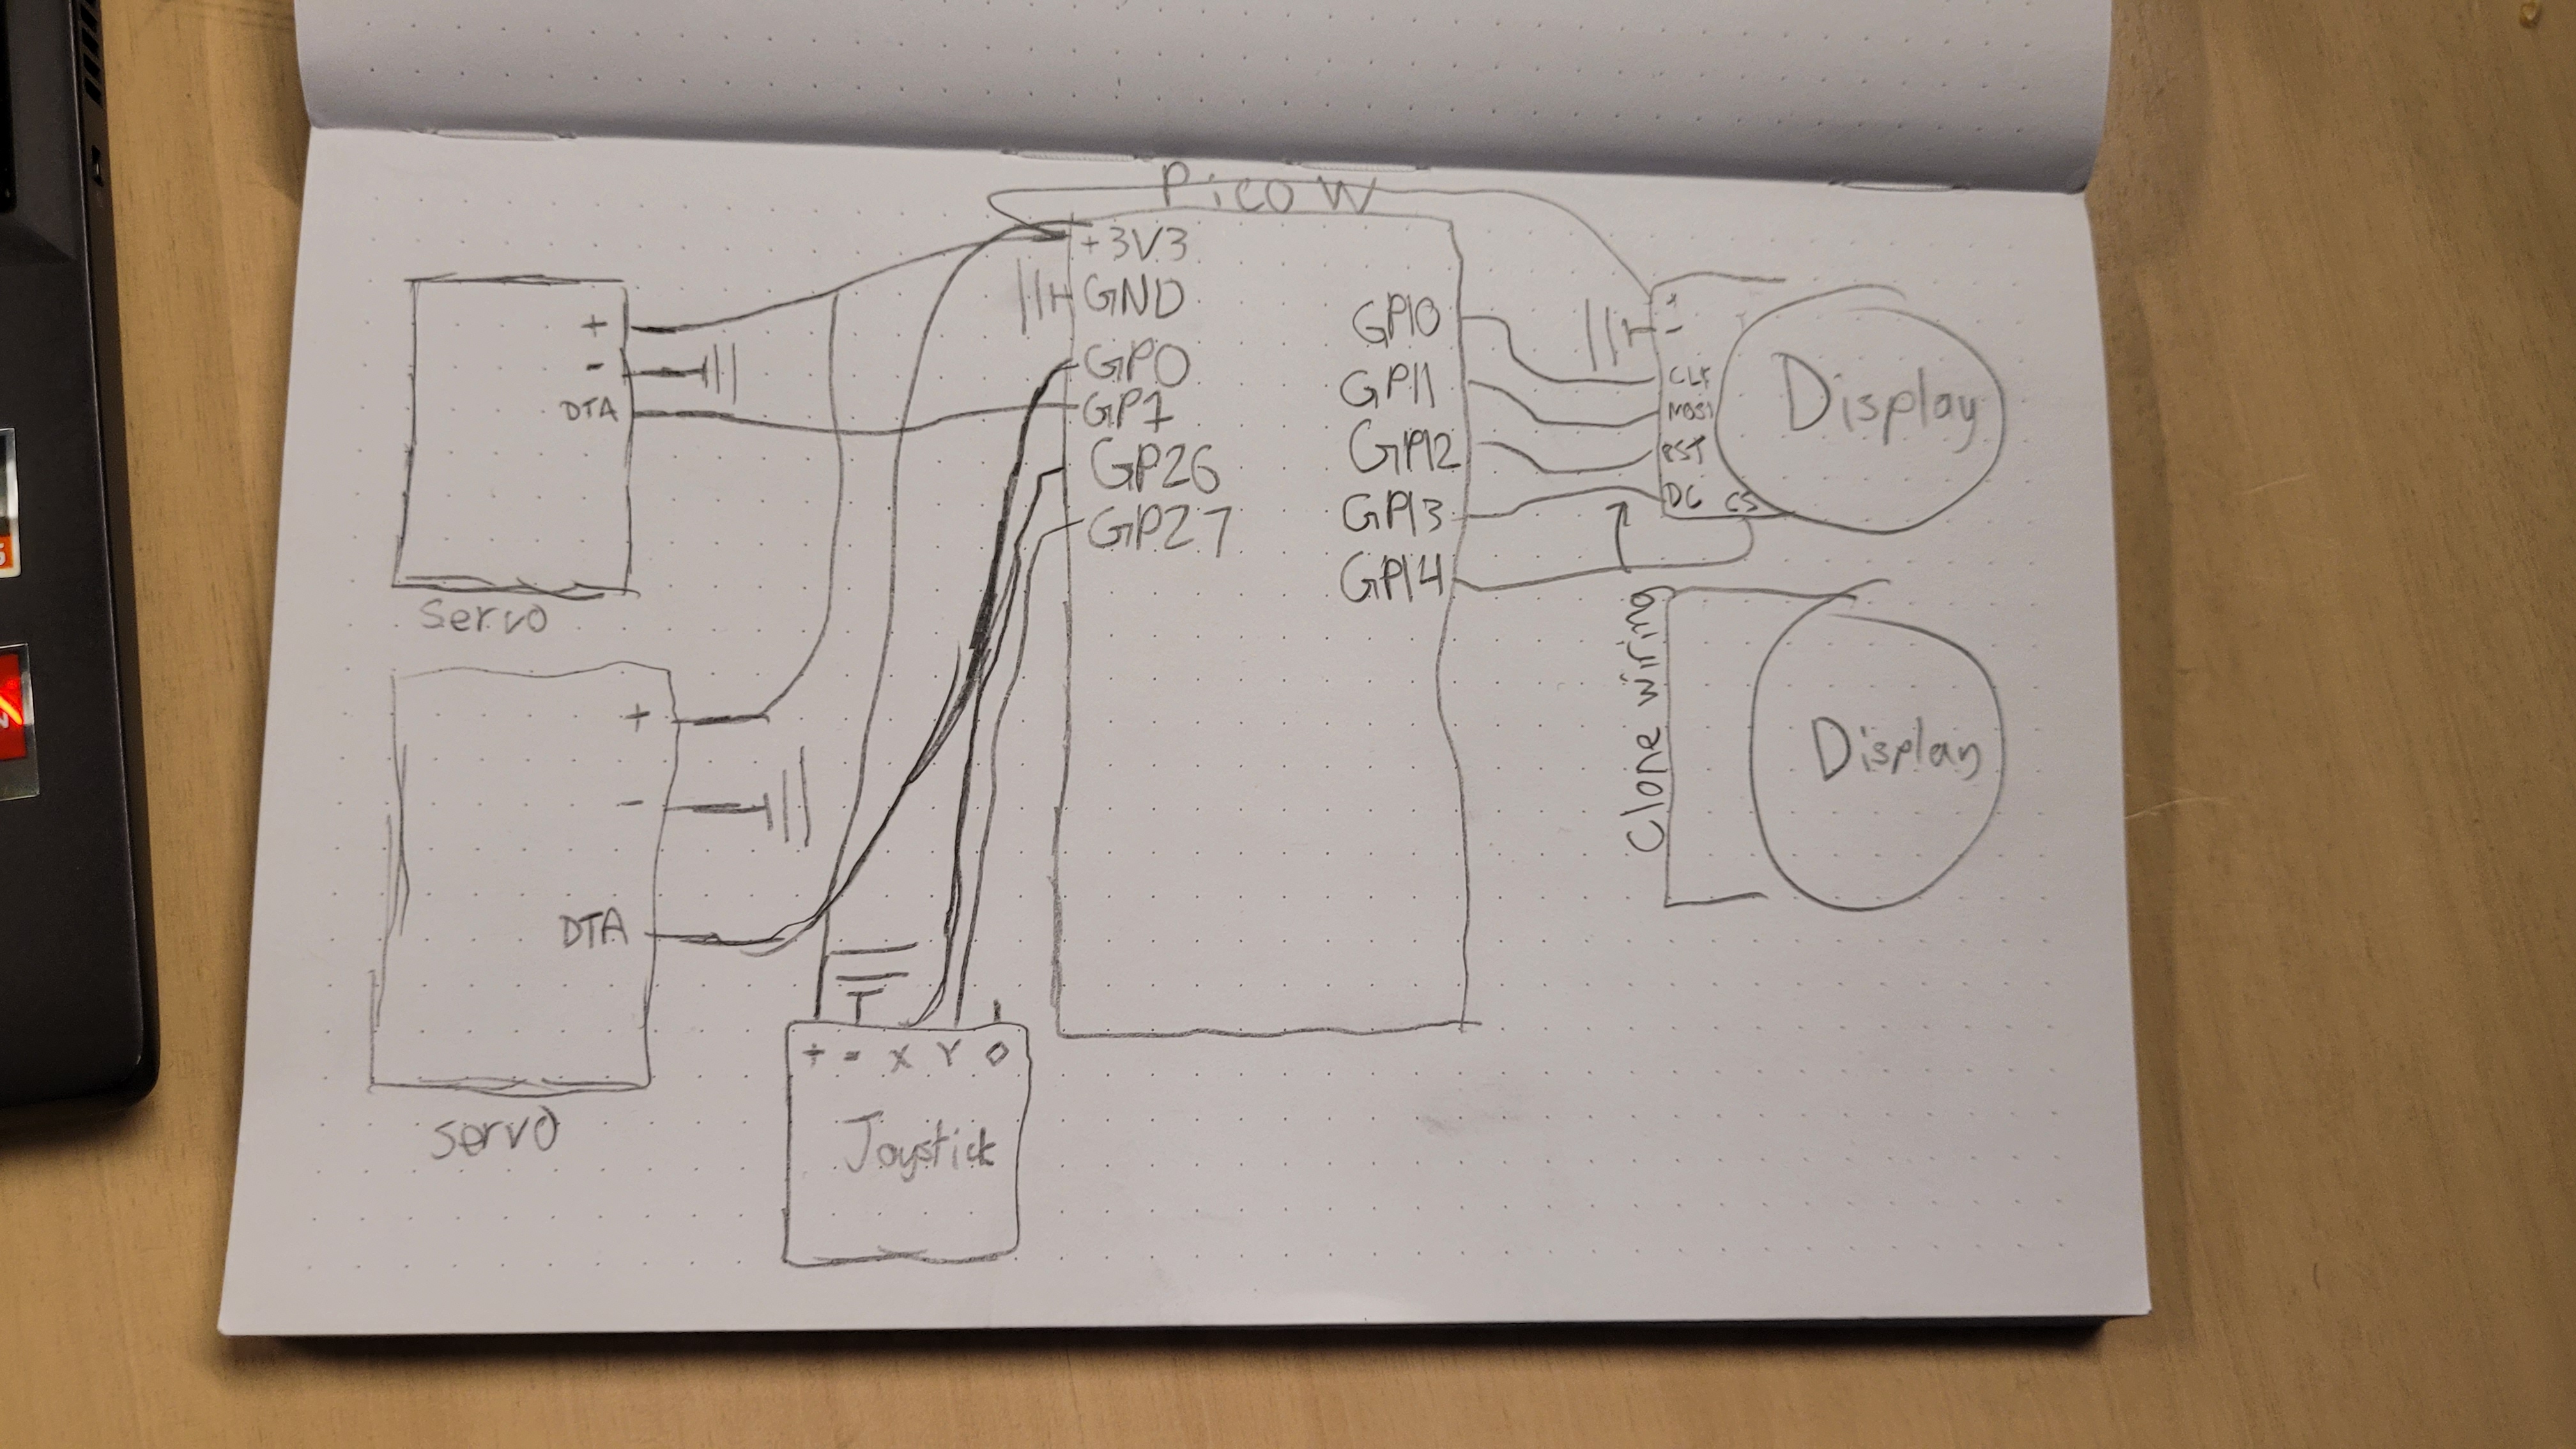 Pico W
Servo
+
-
DTA
Servo
+
-
DTA
Joystick
+
-
X
Y
+3V3
GND
GP0
GP1
GP26
GP27
GP10
GP11
GP12
GP13
GP14
+
-
CLK
MOSI
RST
DC
CS
Display
Clone wiring
Display